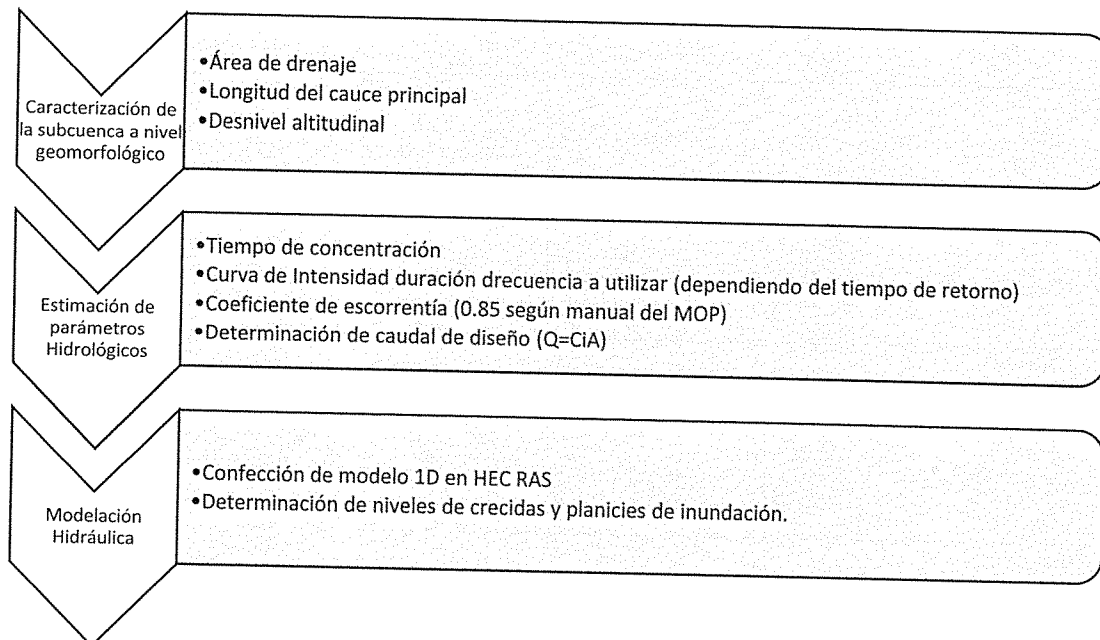 Caracterización de
la subcuenca a nivel
geomorfológico
•Área de drenaje
•Longitud del cauce principal
•Desnivel altitudinal
Estimación de
parámetros
Hidrológicos
•Tiempo de concentración
•Curva de Intensidad duración drecuencia a utilizar (dependiendo del tiempo de retorno)
•Coeficiente de escorrentía (0.85 según manual del MOP)
•Determinación de caudal de diseño (Q=CiA)
Modelación
Hidráulica
•Confección de modelo 1D en HEC RAS
•Determinación de niveles de crecidas y planicies de inundación.